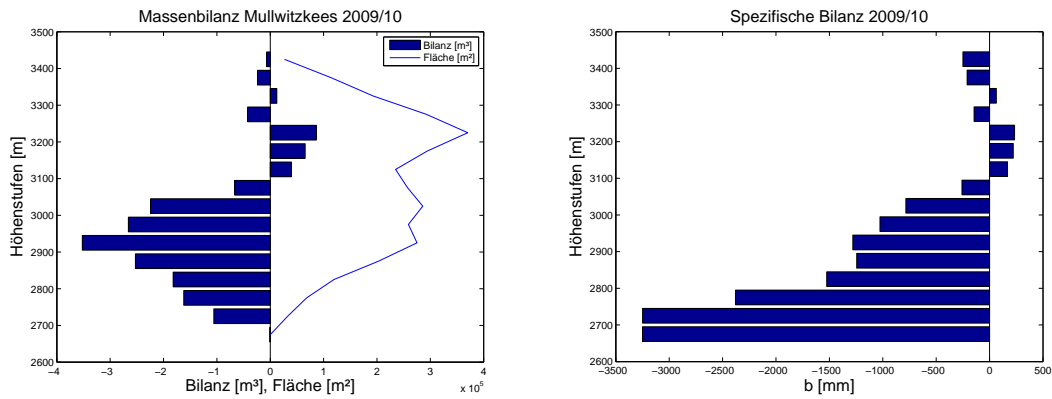 Massenbilanz Mullwitzkees 2009/10
3500
3400
3300
3200
3100
3000
2900
2800
2700
2600
Höhenstufen [m]
Bilanz [m³]
Fläche [m²]
−4 −3 −2 −1 0 1 2 3 4
x 10⁵
Bilanz [m³], Fläche [m²]
Spezifische Bilanz 2009/10
3500
3400
3300
3200
3100
3000
2900
2800
2700
2600
Höhenstufen [m]
−3500 −3000 −2500 −2000 −1500 −1000 −500 0 500
b [mm]